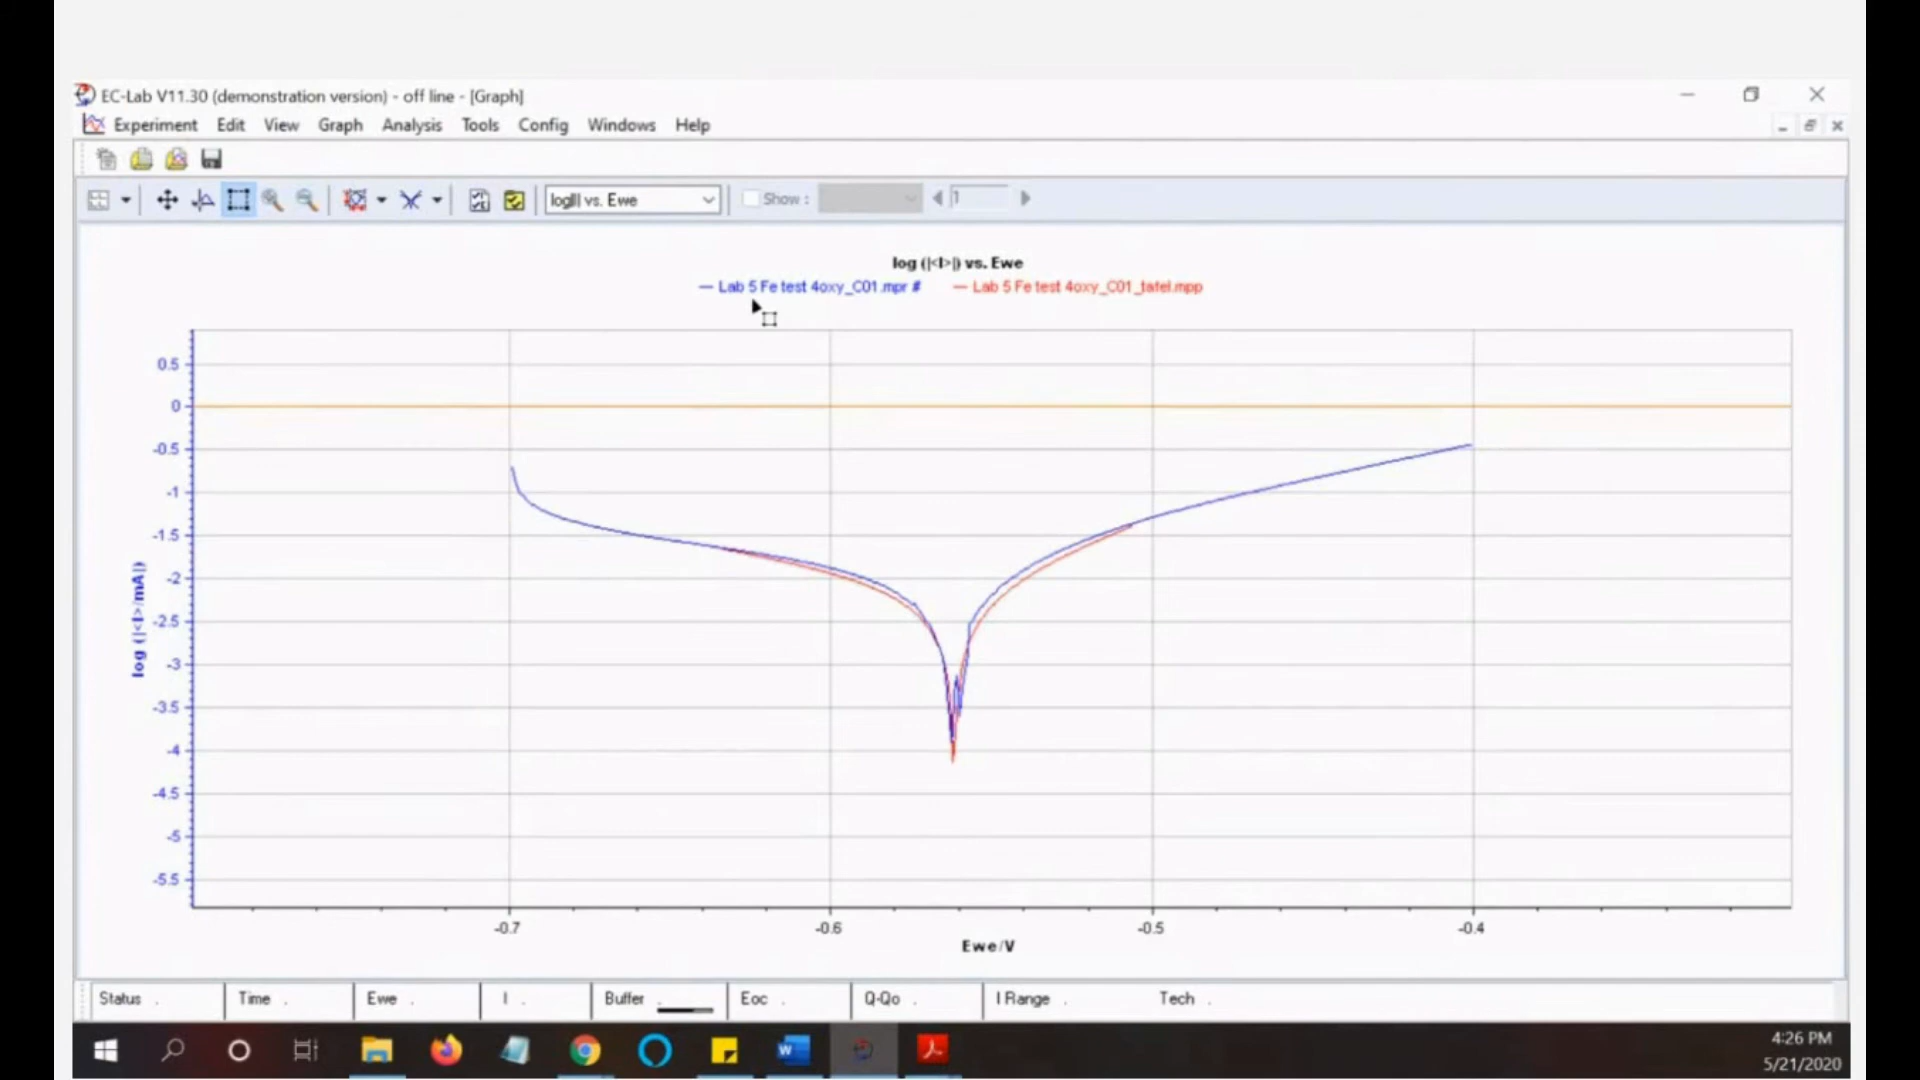 EC-Lab V11.30 (demonstration version) - off line - [Graph]
Experiment Edit View Graph Analysis Tools Config Windows Help
log|I| vs. Ewe Show : 1
log (|<I>|) vs. Ewe
Lab 5 Fe test 4oxy_C01.mpr # Lab 5 Fe test 4oxy_C01_tafel.mpp
0.5
0
-0.5
-1
-1.5
-2
-2.5
-3
-3.5
-4
-4.5
-5
-5.5
log (|<I>/mA|)
-0.7 -0.6 -0.5 -0.4
Ewe/V
Status . Time . Ewe . I . Buffer . Eoc . Q-Qo . I Range . Tech .
4:26 PM
5/21/2020